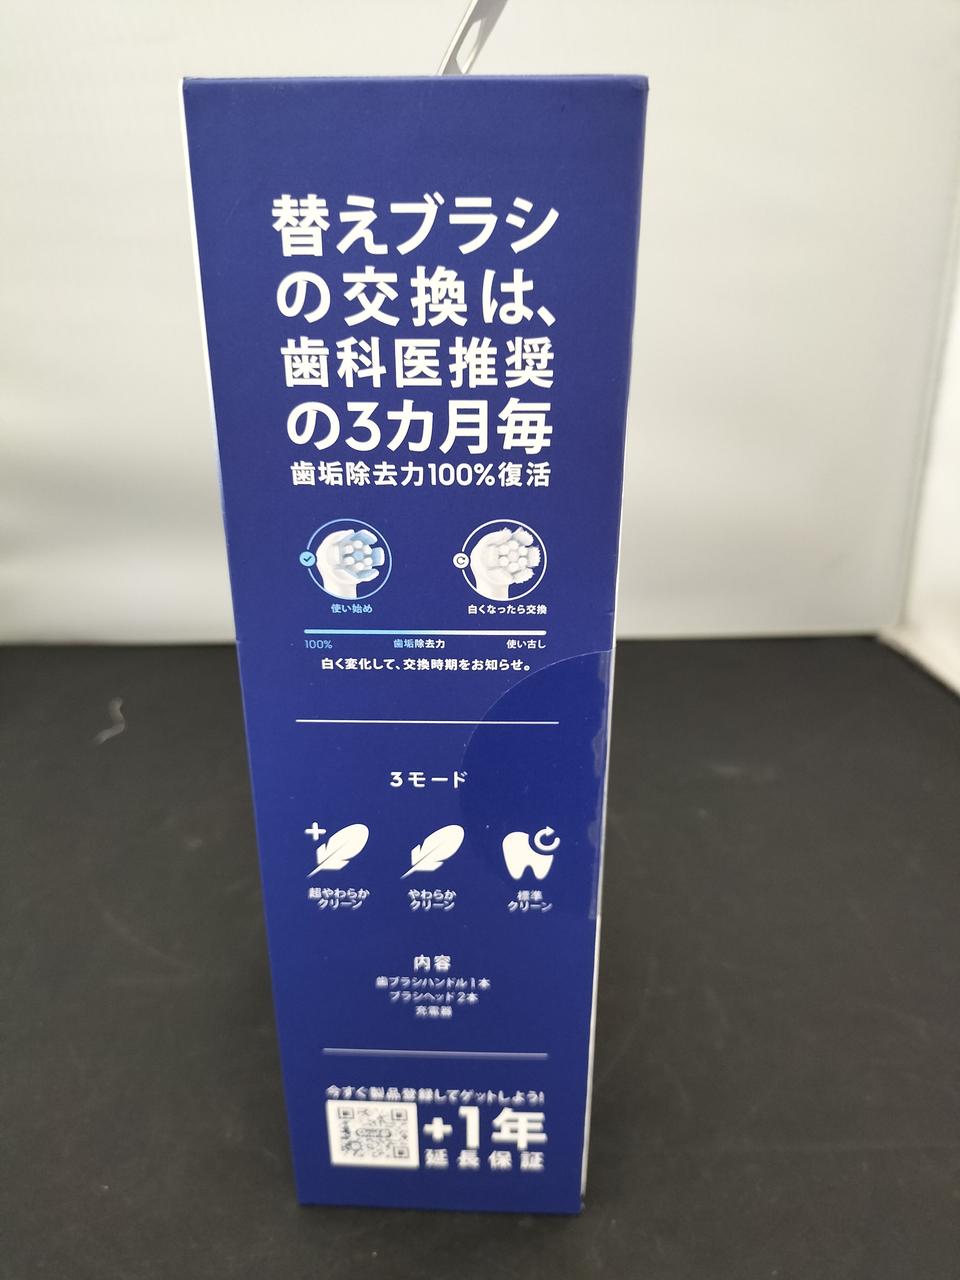 替えブラシ
の交換は、
歯科医推奨
の3カ月毎
歯垢除去力100%復活
使い始め
白くなったら交換
100%
歯垢除去力
使い古し
白く変化して、交換時期をお知らせ。
3モード
超やわらか
クリーン
やわらか
クリーン
標準
クリーン
内容
歯ブラシハンドル1本
ブラシヘッド2本
充電器
今すぐ製品登録してゲットしよう!
+1年
延長保証